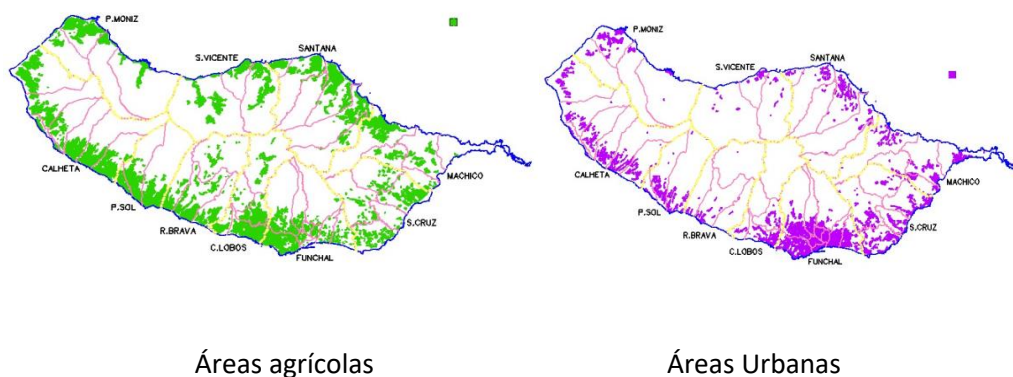 P.MONIZ
S.VICENTE
SANTANA
CALHETA
P.SOL
R.BRAVA
C.LOBOS
FUNCHAL
S.CRUZ
MACHICO
P.MONIZ
S.VICENTE
SANTANA
CALHETA
P.SOL
R.BRAVA
C.LOBOS
FUNCHAL
S.CRUZ
MACHICO
Áreas agrícolas
Áreas Urbanas